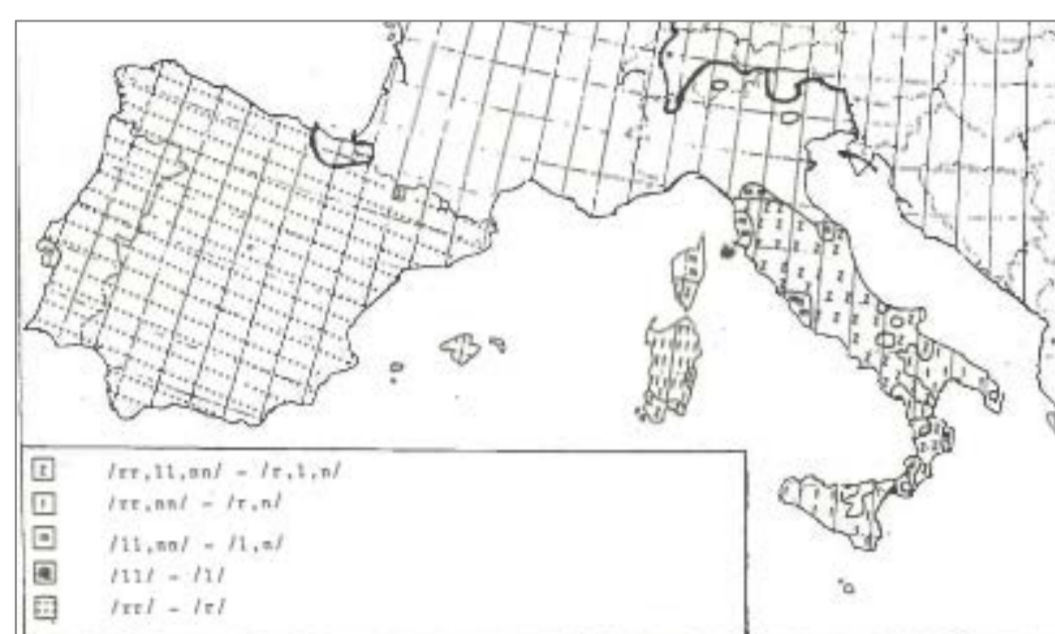 /rr,ll,nn/ - /r,l,n/
/rr,nn/ - /r,n/
/ll,nn/ - /l,n/
/ll/ - /l/
/rr/ - /r/